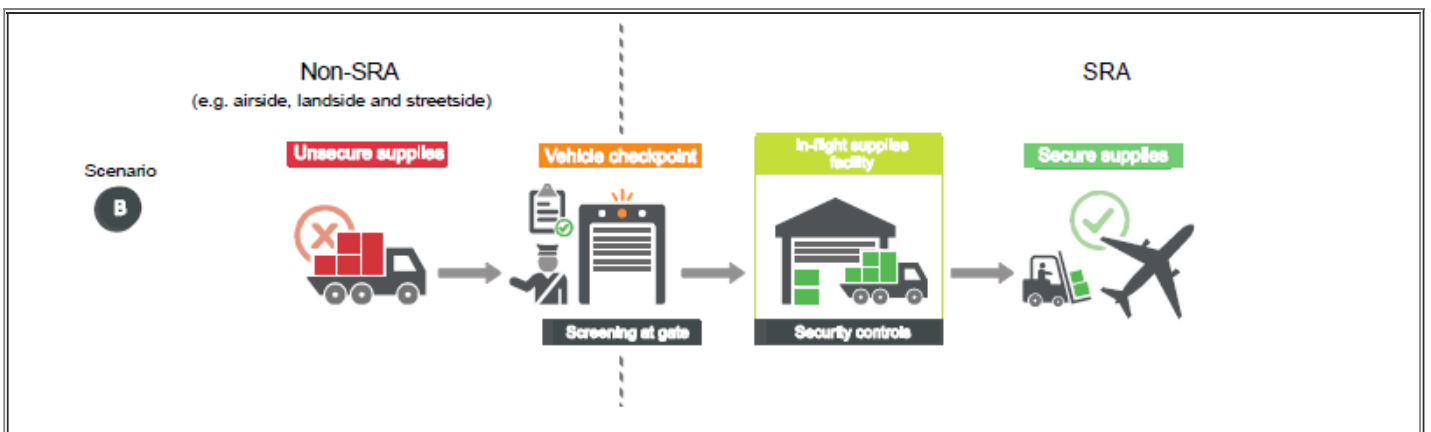 Non-SRA
(e.g. airside, landside and streetside)
SRA
Scenario
B
Unsecure supplies
Vehicle checkpoint
In-flight supplies
facility
Secure supplies
Screening at gate
Security controls